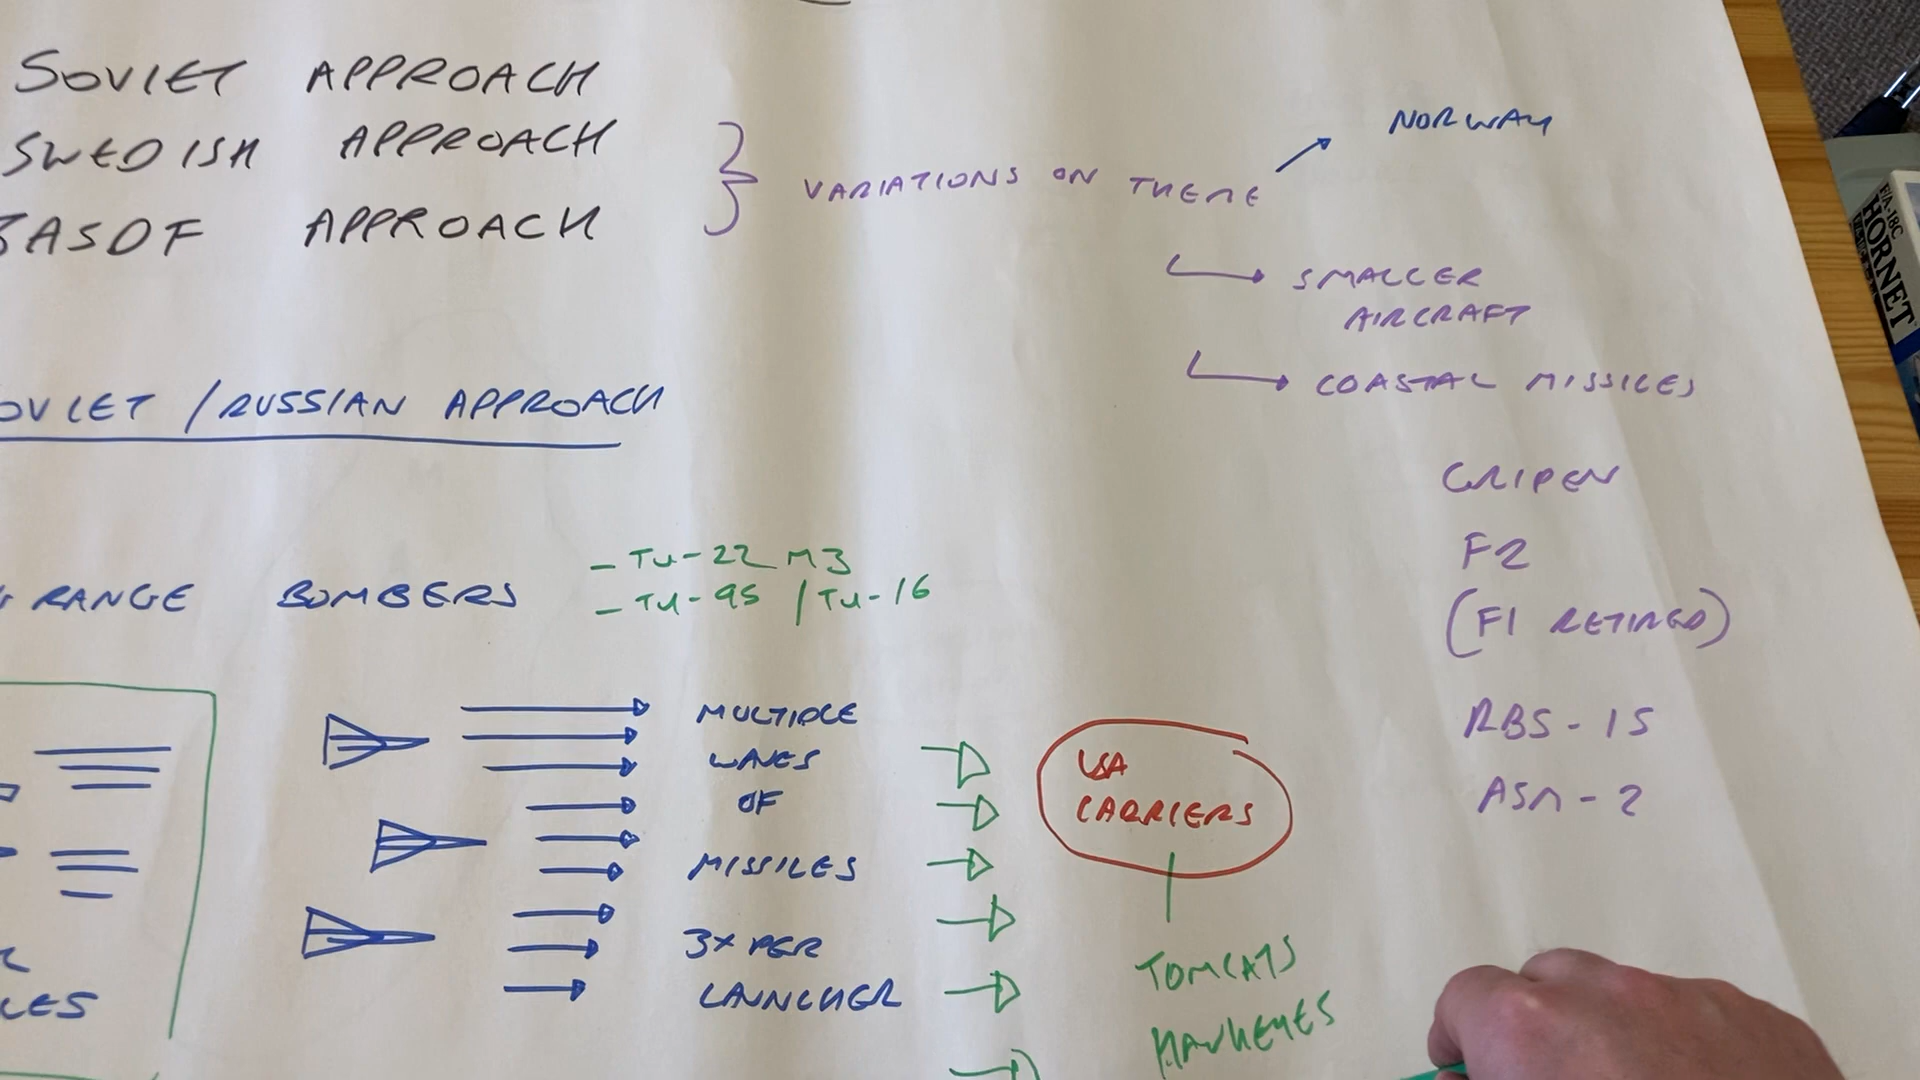 SOVIET APPROACH
SWEDISH APPROACH
JASDF APPROACH
VARIATIONS ON THEME
NORWAY
SMALLER
AIRCRAFT
COASTAL MISSILES
SOVIET / RUSSIAN APPROACH
RANGE BOMBERS
- Tu-22 M3
- Tu-95 / Tu-16
MULTIPLE
WAVES
OF
MISSILES
3x PER
LAUNCHER
USA
CARRIERS
TOMCATS
HAWKEYES
GRIPEN
F2
(F1 RETIRED)
RBS-15
ASM-2
F/A-18C
HORNET